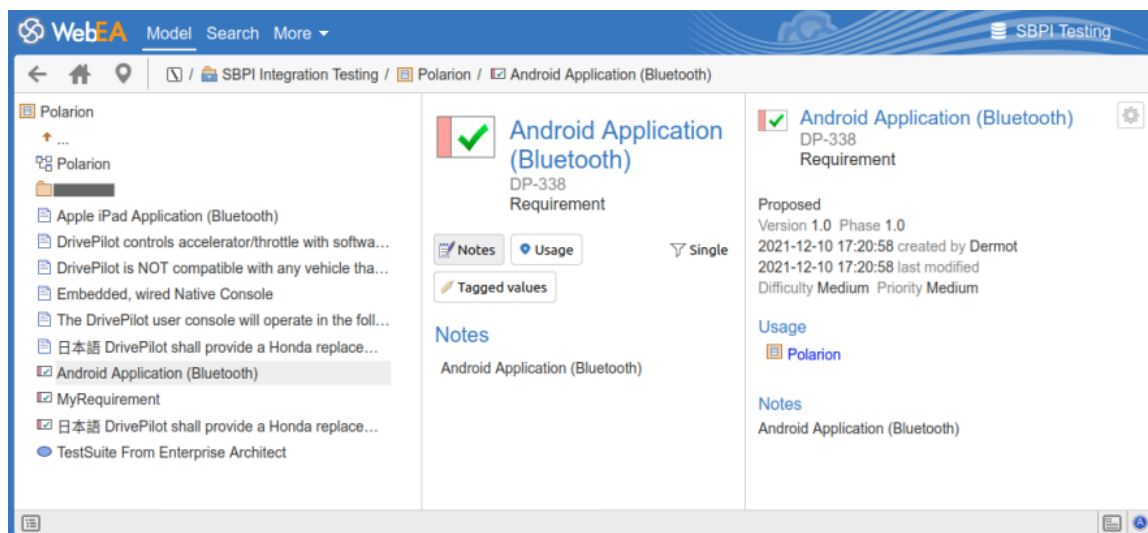 WebEA Model Search More SBPI Testing
/ SBPI Integration Testing / Polarion / Android Application (Bluetooth)
Polarion
...
Polarion
Apple iPad Application (Bluetooth)
DrivePilot controls accelerator/throttle with softwa...
DrivePilot is NOT compatible with any vehicle tha...
Embedded, wired Native Console
The DrivePilot user console will operate in the foll...
日本語 DrivePilot shall provide a Honda replace...
Android Application (Bluetooth)
MyRequirement
日本語 DrivePilot shall provide a Honda replace...
TestSuite From Enterprise Architect
Android Application
(Bluetooth)
DP-338
Requirement
Notes Usage Single
Tagged values
Notes
Android Application (Bluetooth)
Android Application (Bluetooth)
DP-338
Requirement
Proposed
Version 1.0 Phase 1.0
2021-12-10 17:20:58 created by Dermot
2021-12-10 17:20:58 last modified
Difficulty Medium Priority Medium
Usage
Polarion
Notes
Android Application (Bluetooth)
A